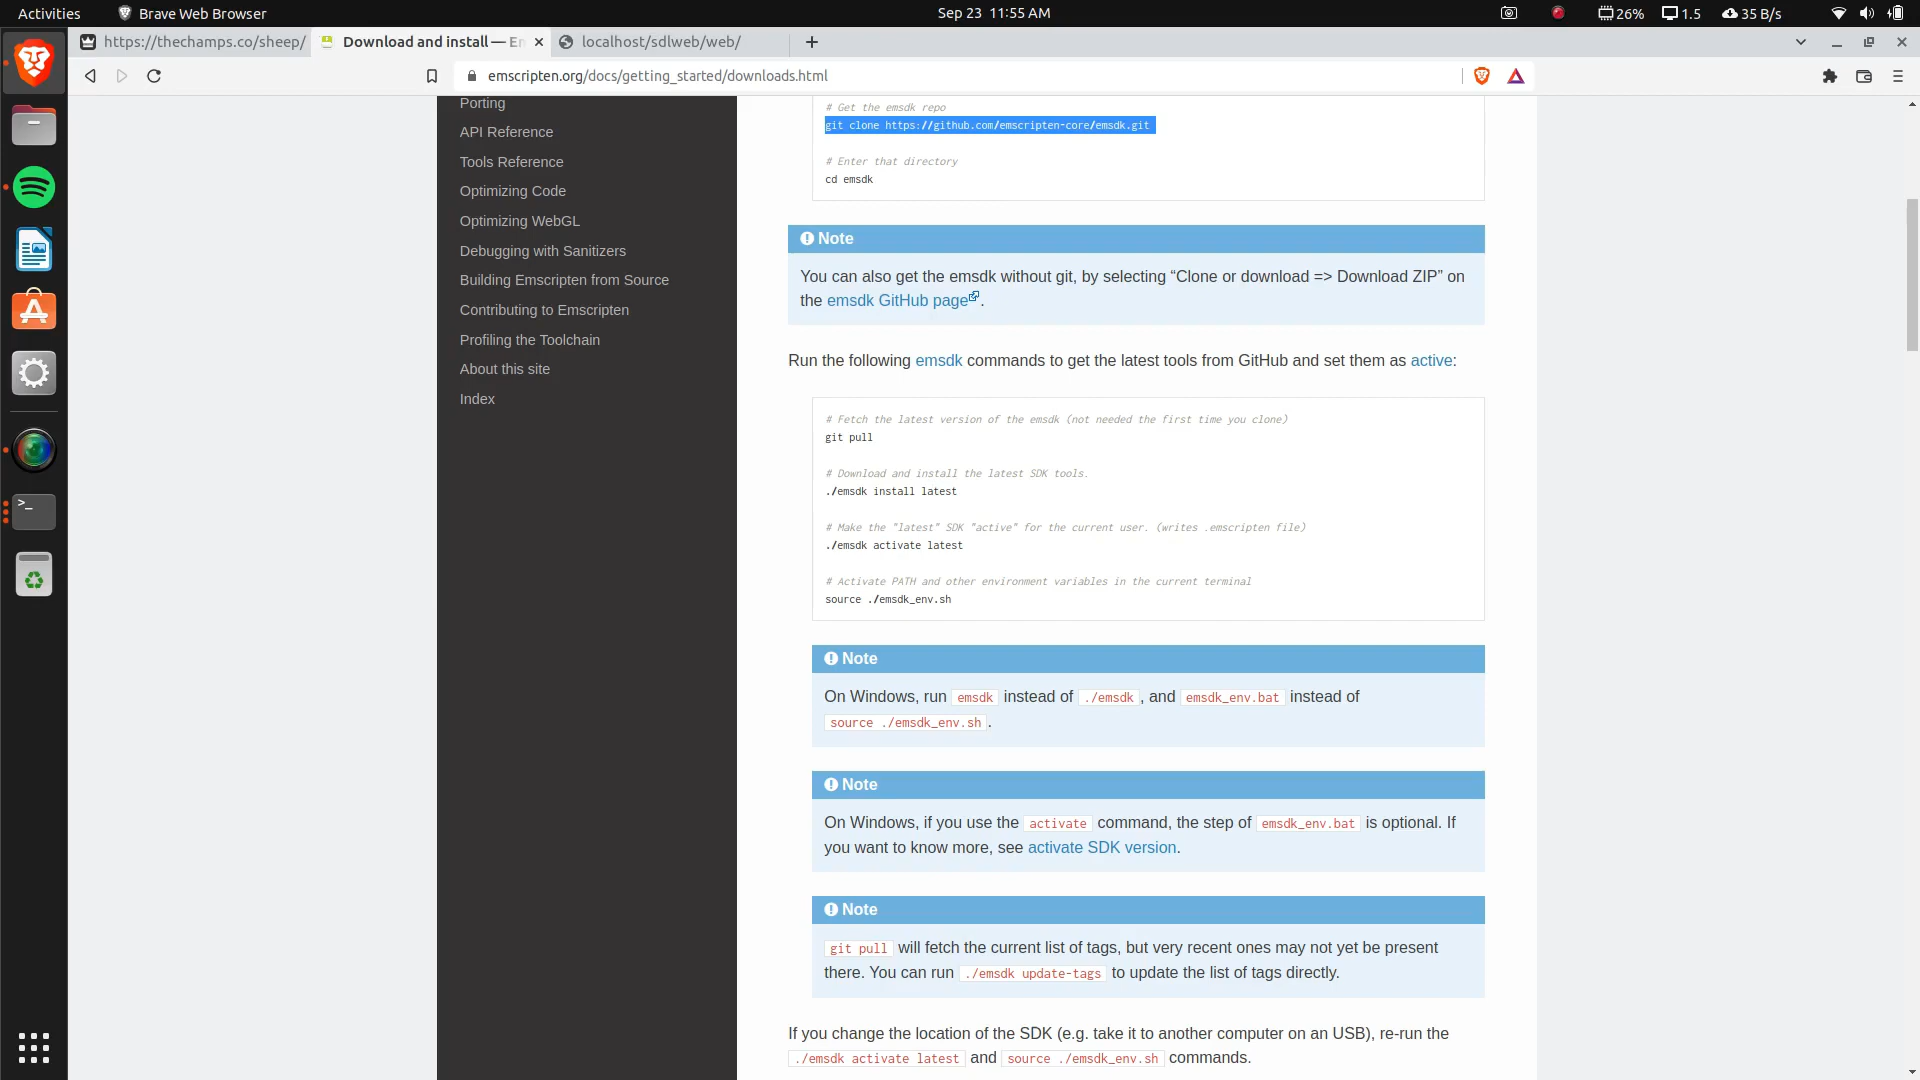 Activities
Brave Web Browser
Sep 23 11:55 AM
26%
1.5
35 B/s
https://thechamps.co/sheep/
Download and install — En
localhost/sdlweb/web/
emscripten.org/docs/getting_started/downloads.html
Porting
API Reference
Tools Reference
Optimizing Code
Optimizing WebGL
Debugging with Sanitizers
Building Emscripten from Source
Contributing to Emscripten
Profiling the Toolchain
About this site
Index
# Get the emsdk repo
git clone https://github.com/emscripten-core/emsdk.git
# Enter that directory
cd emsdk
Note
You can also get the emsdk without git, by selecting “Clone or download => Download ZIP” on
the emsdk GitHub page.
Run the following emsdk commands to get the latest tools from GitHub and set them as active:
# Fetch the latest version of the emsdk (not needed the first time you clone)
git pull
# Download and install the latest SDK tools.
./emsdk install latest
# Make the "latest" SDK "active" for the current user. (writes .emscripten file)
./emsdk activate latest
# Activate PATH and other environment variables in the current terminal
source ./emsdk_env.sh
Note
On Windows, run emsdk instead of ./emsdk, and emsdk_env.bat instead of
source ./emsdk_env.sh.
Note
On Windows, if you use the activate command, the step of emsdk_env.bat is optional. If
you want to know more, see activate SDK version.
Note
git pull will fetch the current list of tags, but very recent ones may not yet be present
there. You can run ./emsdk update-tags to update the list of tags directly.
If you change the location of the SDK (e.g. take it to another computer on an USB), re-run the
./emsdk activate latest and source ./emsdk_env.sh commands.